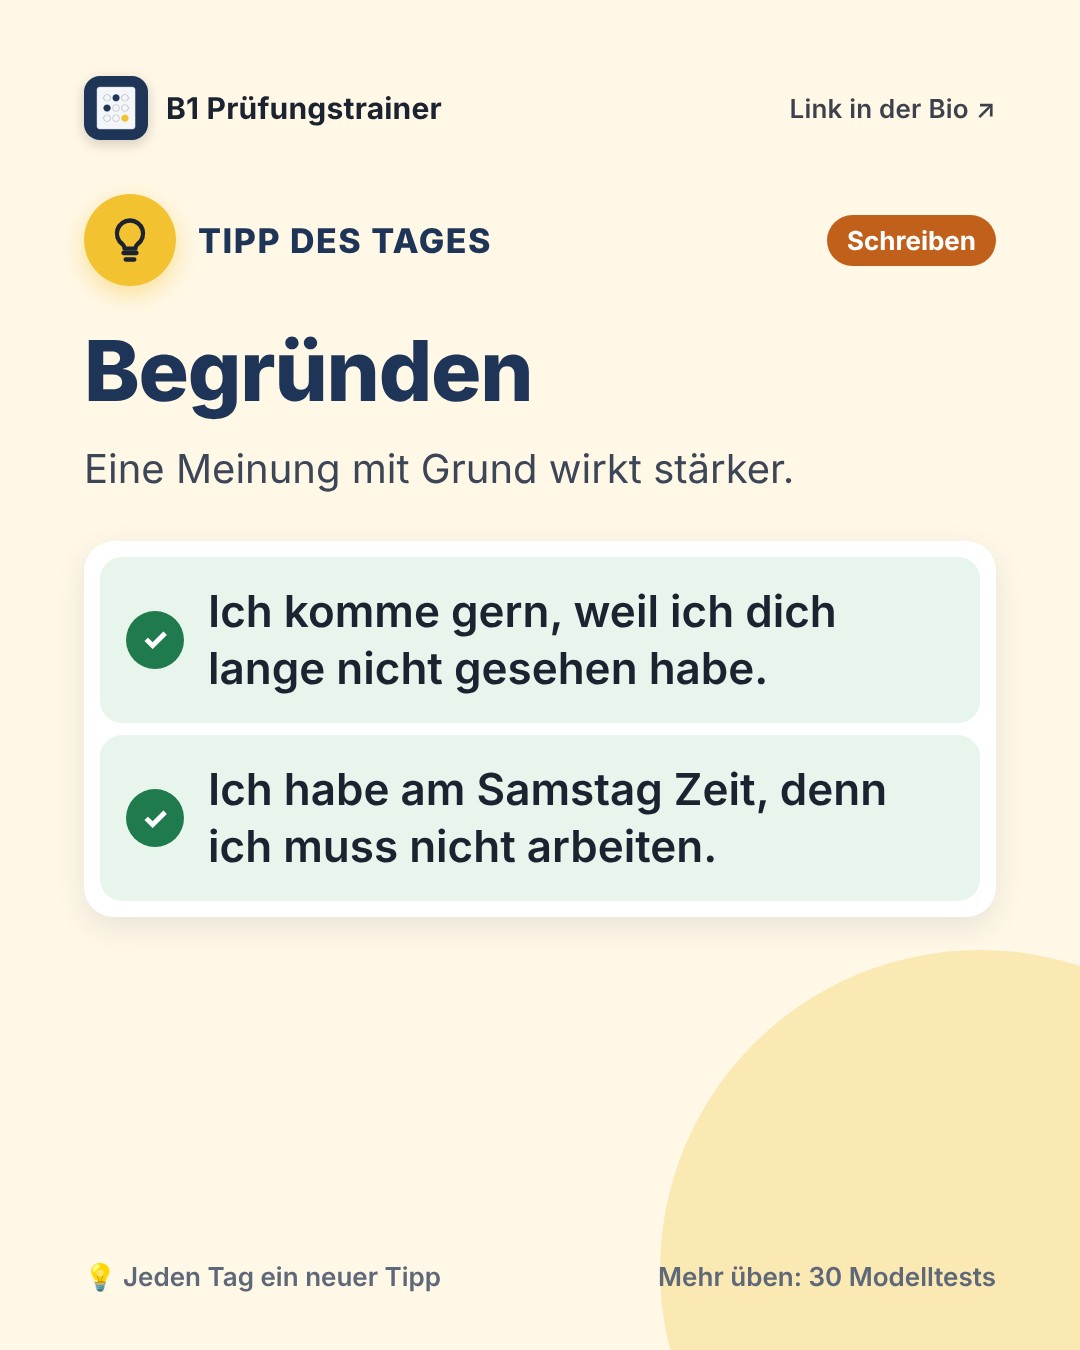 B1 Prüfungstrainer
Link in der Bio ↗
TIPP DES TAGES
Schreiben
Begründen
Eine Meinung mit Grund wirkt stärker.
Ich komme gern, weil ich dich
lange nicht gesehen habe.
Ich habe am Samstag Zeit, denn
ich muss nicht arbeiten.
💡 Jeden Tag ein neuer Tipp
Mehr üben: 30 Modelltests